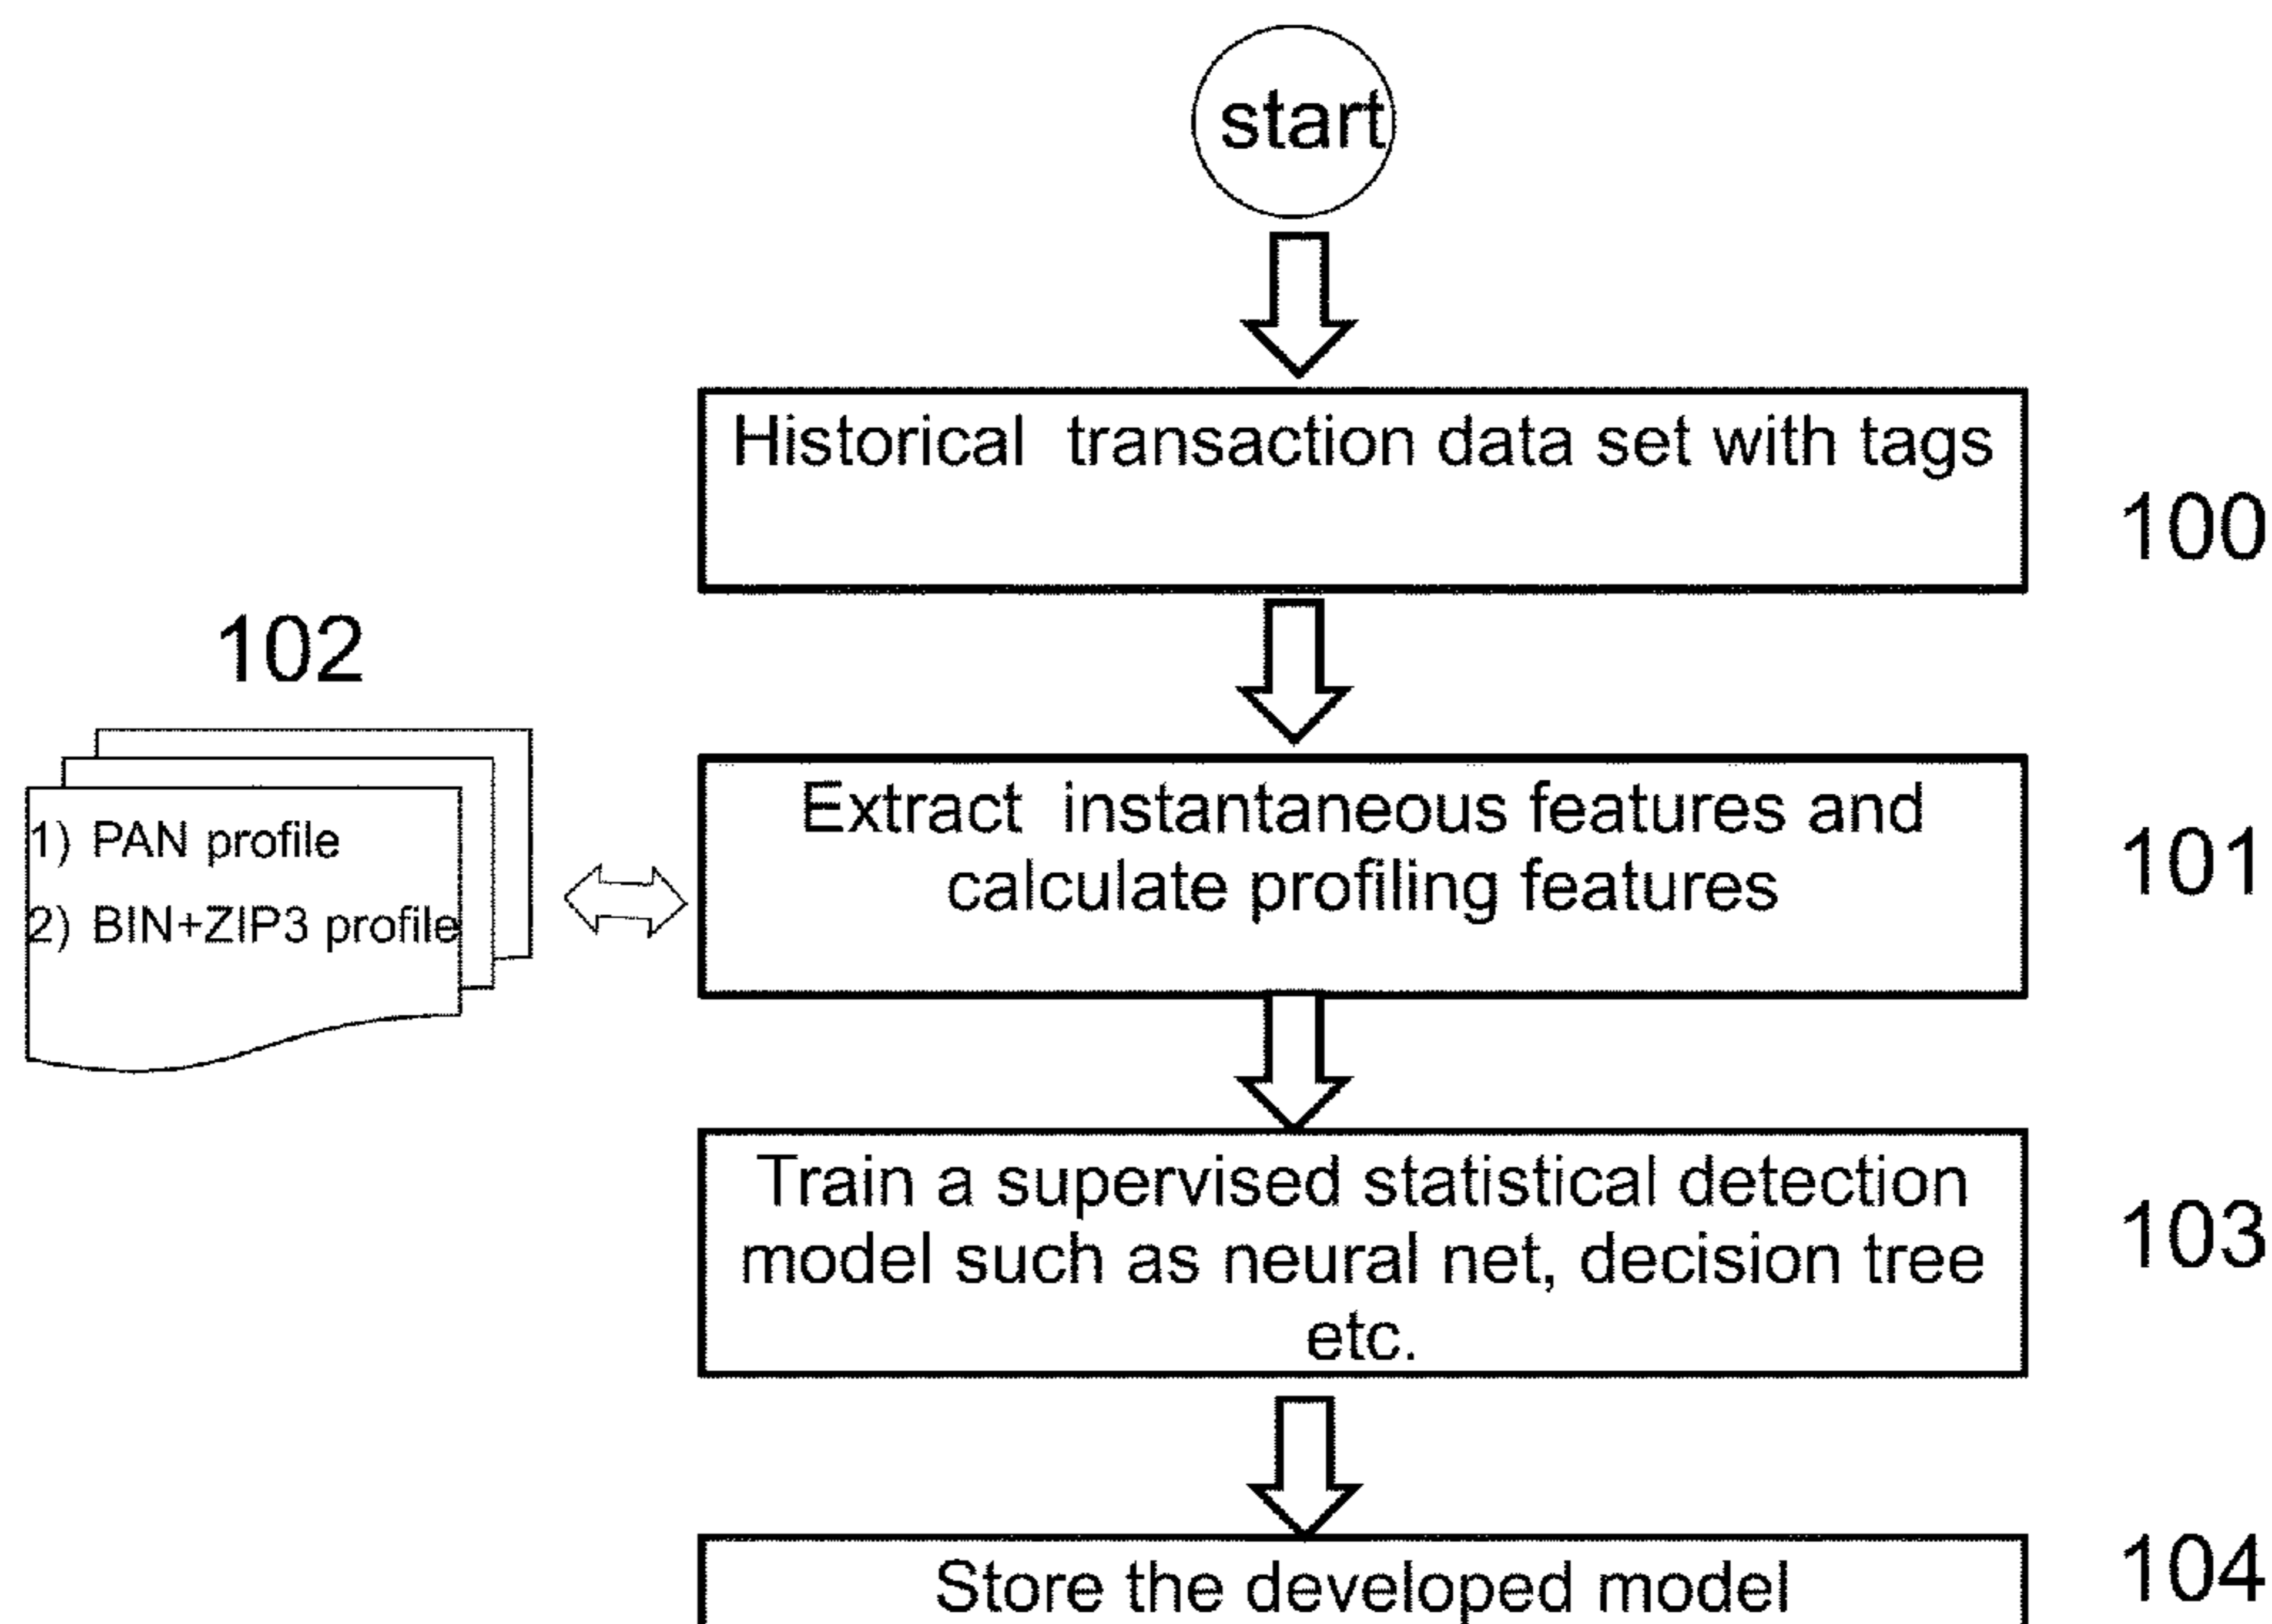 start
Historical transaction data set with tags
100
102
1) PAN profile
2) BIN+ZIP3 profile
Extract instantaneous features and
calculate profiling features
101
Train a supervised statistical detection
model such as neural net, decision tree
etc.
103
Store the developed model
104